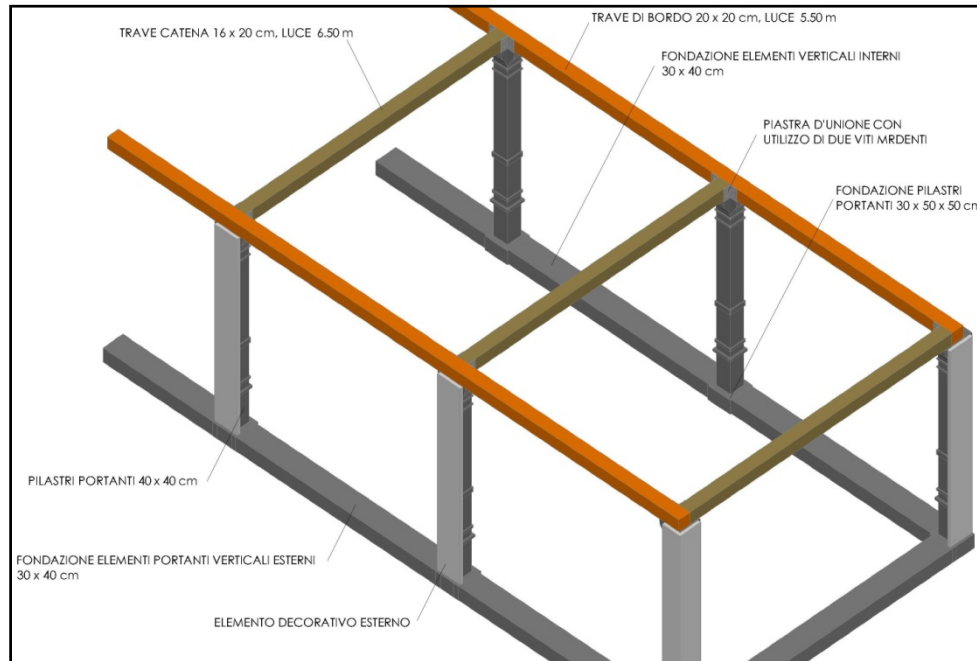 TRAVE CATENA 16 x 20 cm, LUCE 6.50 m
TRAVE DI BORDO 20 x 20 cm, LUCE 5.50 m
FONDAZIONE ELEMENTI VERTICALI INTERNI
30 x 40 cm
PIASTRA D'UNIONE CON
UTILIZZO DI DUE VITI MRDENTI
FONDAZIONE PILASTRI
PORTANTI 30 x 50 x 50 cm
PILASTRI PORTANTI 40 x 40 cm
FONDAZIONE ELEMENTI PORTANTI VERTICALI ESTERNI
30 x 40 cm
ELEMENTO DECORATIVO ESTERNO